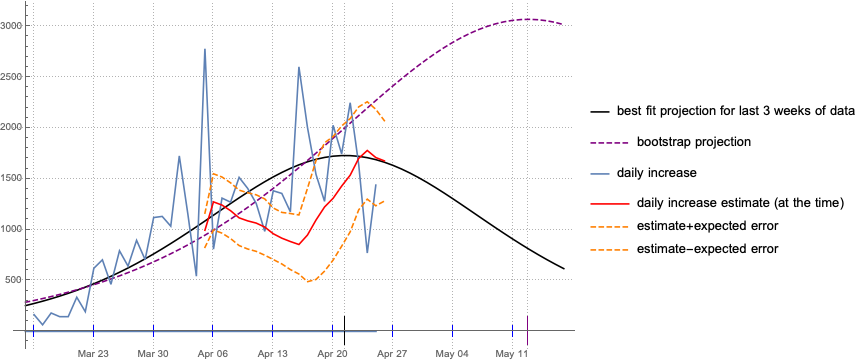 3000
2500
2000
1500
1000
500
Mar 23 Mar 30 Apr 06 Apr 13 Apr 20 Apr 27 May 04 May 11
best fit projection for last 3 weeks of data
bootstrap projection
daily increase
daily increase estimate (at the time)
estimate+expected error
estimate−expected error